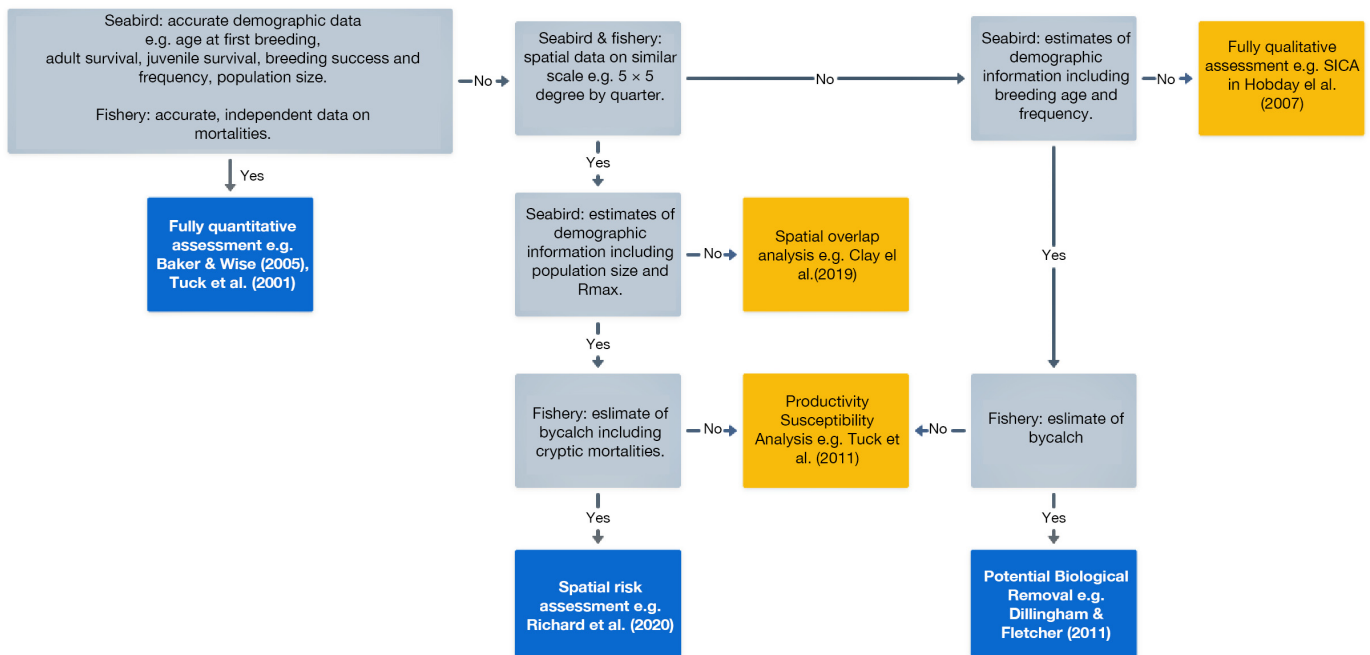 Seabird: accurate demographic data
e.g. age at first breeding,
adult survival, juvenile survival, breeding success and
frequency, population size.
Fishery: accurate, independent data on
mortalities.
No
Seabird & fishery:
spatial data on similar
scale e.g. 5 × 5
degree by quarter.
No
Seabird: estimates of
demographic
information including
breeding age and
frequency.
No
Fully qualitative
assessment e.g. SICA
in Hobday el al.
(2007)
Yes
Fully quantitative
assessment e.g.
Baker & Wise (2005),
Tuck et al. (2001)
Yes
Seabird: estimates of
demographic
information including
population size and
Rmax.
No
Spatial overlap
analysis e.g. Clay el
al.(2019)
Yes
Yes
Fishery: eslimate of
bycalch including
cryptic mortalities.
No
Productivity
Susceptibility
Analysis e.g. Tuck et
al. (2011)
No
Fishery: eslimate of
bycalch
Yes
Spatial risk
assessment e.g.
Richard et al. (2020)
Yes
Potential Biological
Removal e.g.
Dillingham &
Fletcher (2011)